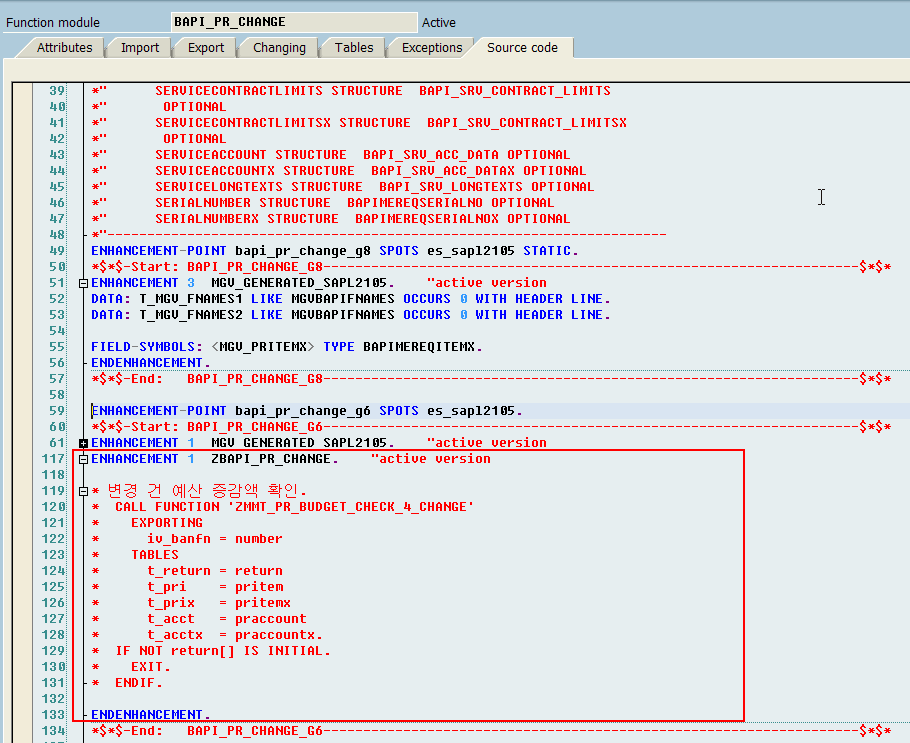 Function module BAPI_PR_CHANGE Active
Attributes Import Export Changing Tables Exceptions Source code
39 *" SERVICECONTRACTLIMITS STRUCTURE BAPI_SRV_CONTRACT_LIMITS
40 *" OPTIONAL
41 *" SERVICECONTRACTLIMITSX STRUCTURE BAPI_SRV_CONTRACT_LIMITSX
42 *" OPTIONAL
43 *" SERVICEACCOUNT STRUCTURE BAPI_SRV_ACC_DATA OPTIONAL
44 *" SERVICEACCOUNTX STRUCTURE BAPI_SRV_ACC_DATAX OPTIONAL
45 *" SERVICELONGTEXTS STRUCTURE BAPI_SRV_LONGTEXTS OPTIONAL
46 *" SERIALNUMBER STRUCTURE BAPIMEREQSERIALNO OPTIONAL
47 *" SERIALNUMBERX STRUCTURE BAPIMEREQSERIALNOX OPTIONAL
48 *"----------------------------------------------------------------------
49 ENHANCEMENT-POINT bapi_pr_change_g8 SPOTS es_sapl2105 STATIC.
50 *$*$-Start: BAPI_PR_CHANGE_G8-------------------------------------------------------------------$*$*
51 ENHANCEMENT 3 MGV_GENERATED_SAPL2105. "active version
52 DATA: T_MGV_FNAMES1 LIKE MGVBAPIFNAMES OCCURS 0 WITH HEADER LINE.
53 DATA: T_MGV_FNAMES2 LIKE MGVBAPIFNAMES OCCURS 0 WITH HEADER LINE.
54
55 FIELD-SYMBOLS: <MGV_PRITEMX> TYPE BAPIMEREQITEMX.
56 ENDENHANCEMENT.
57 *$*$-End: BAPI_PR_CHANGE_G8-------------------------------------------------------------------$*$*
58
59 ENHANCEMENT-POINT bapi_pr_change_g6 SPOTS es_sapl2105.
60 *$*$-Start: BAPI_PR_CHANGE_G6-------------------------------------------------------------------$*$*
61 ENHANCEMENT 1 MGV_GENERATED_SAPL2105. "active version
117 ENHANCEMENT 1 ZBAPI_PR_CHANGE. "active version
118
119 * 변경 건 예산 증감액 확인.
120 * CALL FUNCTION 'ZMMT_PR_BUDGET_CHECK_4_CHANGE'
121 * EXPORTING
122 * iv_banfn = number
123 * TABLES
124 * t_return = return
125 * t_pri = pritem
126 * t_prix = pritemx
127 * t_acct = praccount
128 * t_acctx = praccountx.
129 * IF NOT return[] IS INITIAL.
130 * EXIT.
131 * ENDIF.
132
133 ENDENHANCEMENT.
134 *$*$-End: BAPI_PR_CHANGE_G6-------------------------------------------------------------------$*$*